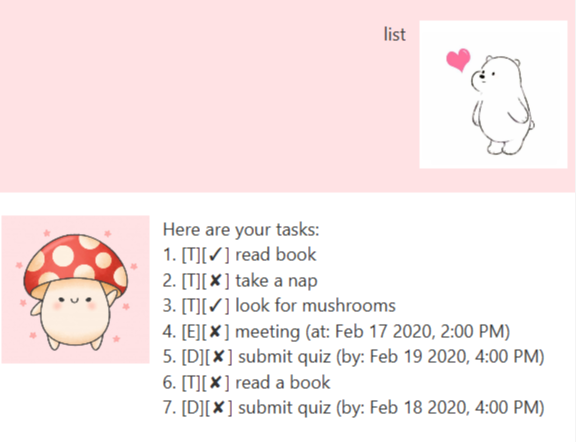 list
Here are your tasks:
1. [T][✓] read book
2. [T][✘] take a nap
3. [T][✓] look for mushrooms
4. [E][✘] meeting (at: Feb 17 2020, 2:00 PM)
5. [D][✘] submit quiz (by: Feb 19 2020, 4:00 PM)
6. [T][✘] read a book
7. [D][✘] submit quiz (by: Feb 18 2020, 4:00 PM)